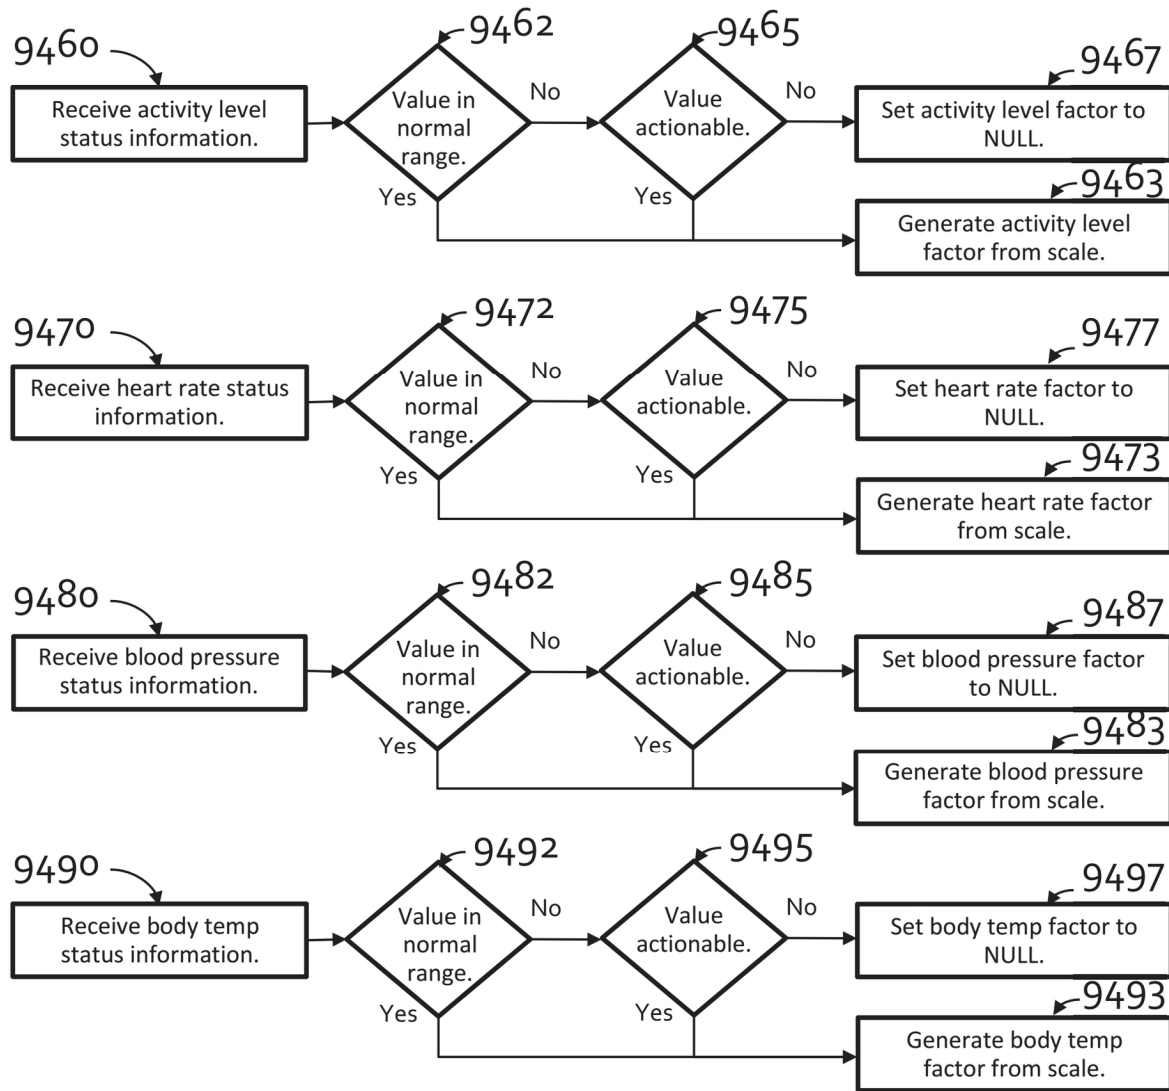 9460
9462
9465
9467
Receive activity level
status information.
Value in
normal
range.
No
Value
actionable.
No
Set activity level factor to
NULL.
Yes
Yes
9463
Generate activity level
factor from scale.
9470
9472
9475
9477
Receive heart rate status
information.
Value in
normal
range.
No
Value
actionable.
No
Set heart rate factor to
NULL.
Yes
Yes
9473
Generate heart rate factor
from scale.
9480
9482
9485
9487
Receive blood pressure
status information.
Value in
normal
range.
No
Value
actionable.
No
Set blood pressure factor
to NULL.
Yes
Yes
9483
Generate blood pressure
factor from scale.
9490
9492
9495
9497
Receive body temp
status information.
Value in
normal
range.
No
Value
actionable.
No
Set body temp factor to
NULL.
Yes
Yes
9493
Generate body temp
factor from scale.